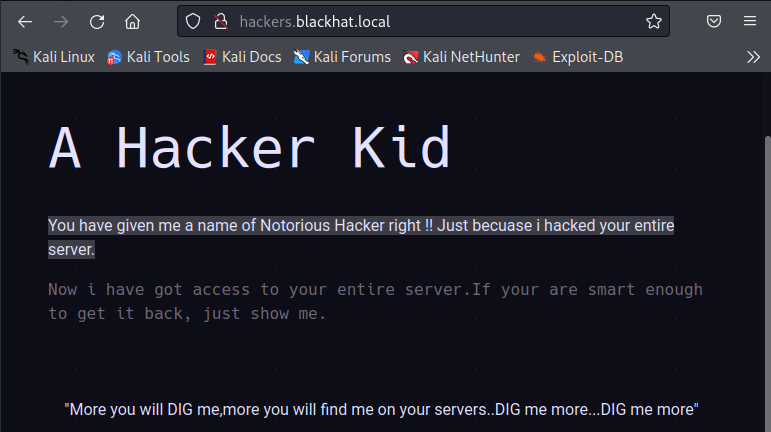 hackers.blackhat.local
Kali Linux Kali Tools Kali Docs Kali Forums Kali NetHunter Exploit-DB
A Hacker Kid
You have given me a name of Notorious Hacker right !! Just becuase i hacked your entire
server.
Now i have got access to your entire server.If your are smart enough
to get it back, just show me.
"More you will DIG me,more you will find me on your servers..DIG me more...DIG me more"